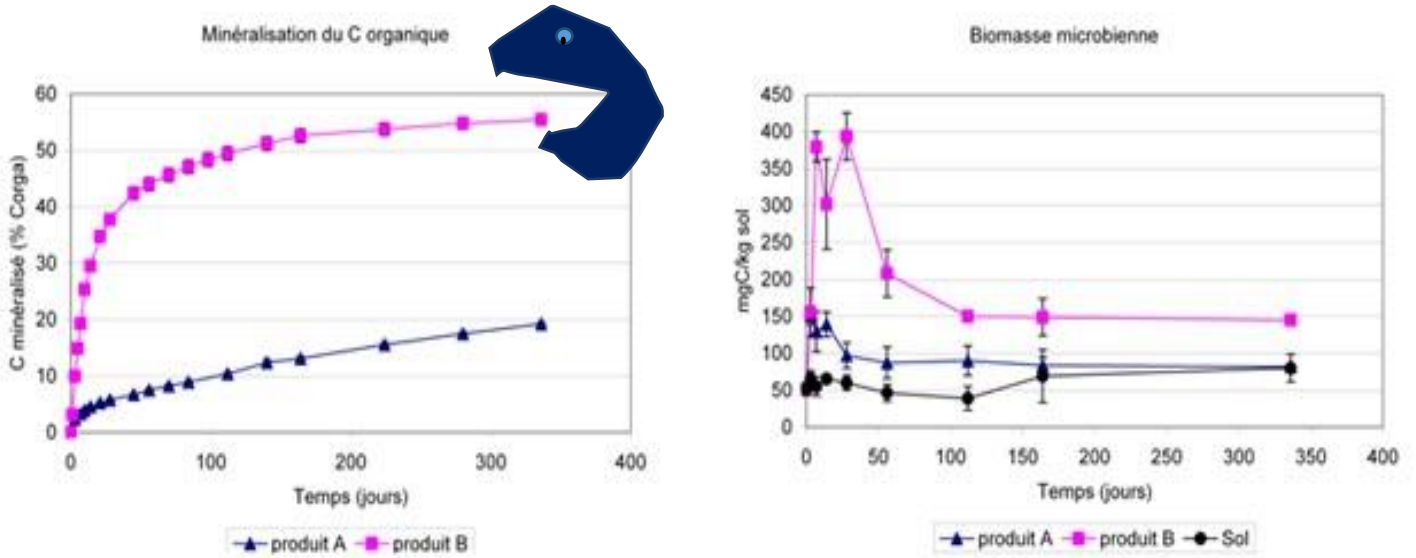 Minéralisation du C organique
C minéralisé (% Corga)
60
50
40
30
20
10
0
0 100 200 300 400
Temps (jours)
produit A produit B
Biomasse microbienne
mgC/kg sol
450
400
350
300
250
200
150
100
50
0
0 50 100 150 200 250 300 350 400
Temps (jours)
produit A produit B Sol